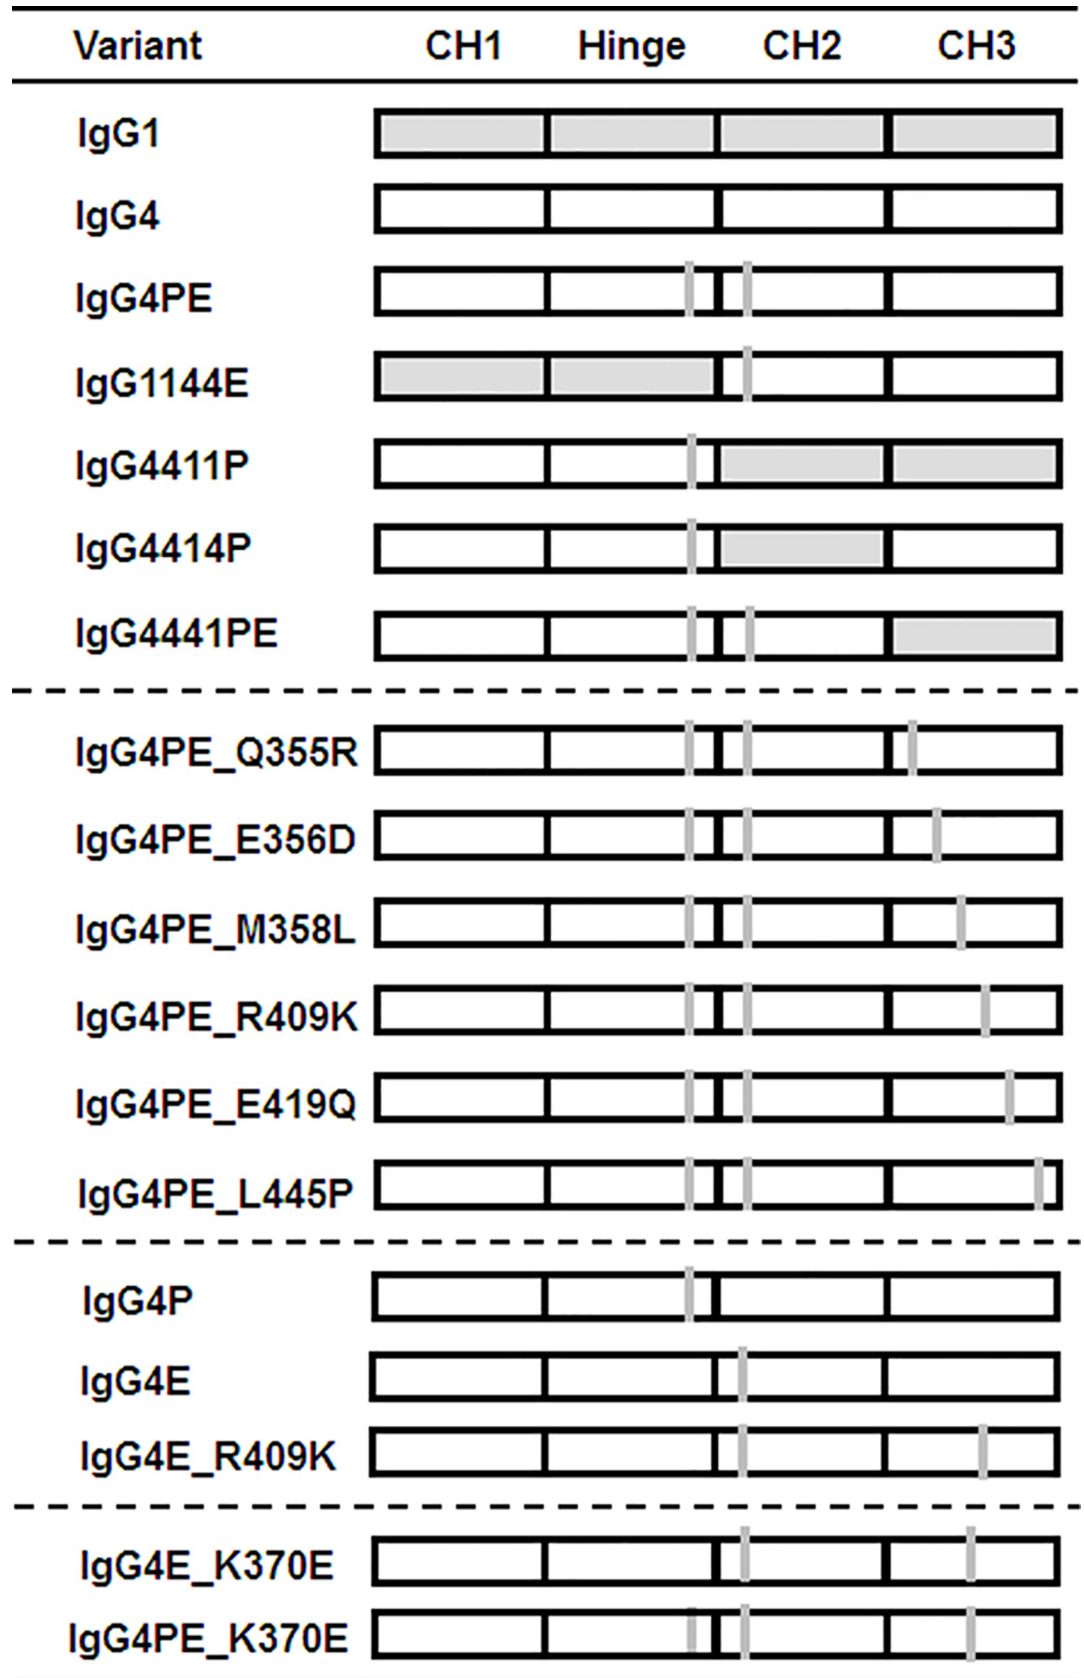 Variant CH1 Hinge CH2 CH3
IgG1
IgG4
IgG4PE
IgG1144E
IgG4411P
IgG4414P
IgG4441PE
IgG4PE_Q355R
IgG4PE_E356D
IgG4PE_M358L
IgG4PE_R409K
IgG4PE_E419Q
IgG4PE_L445P
IgG4P
IgG4E
IgG4E_R409K
IgG4E_K370E
IgG4PE_K370E